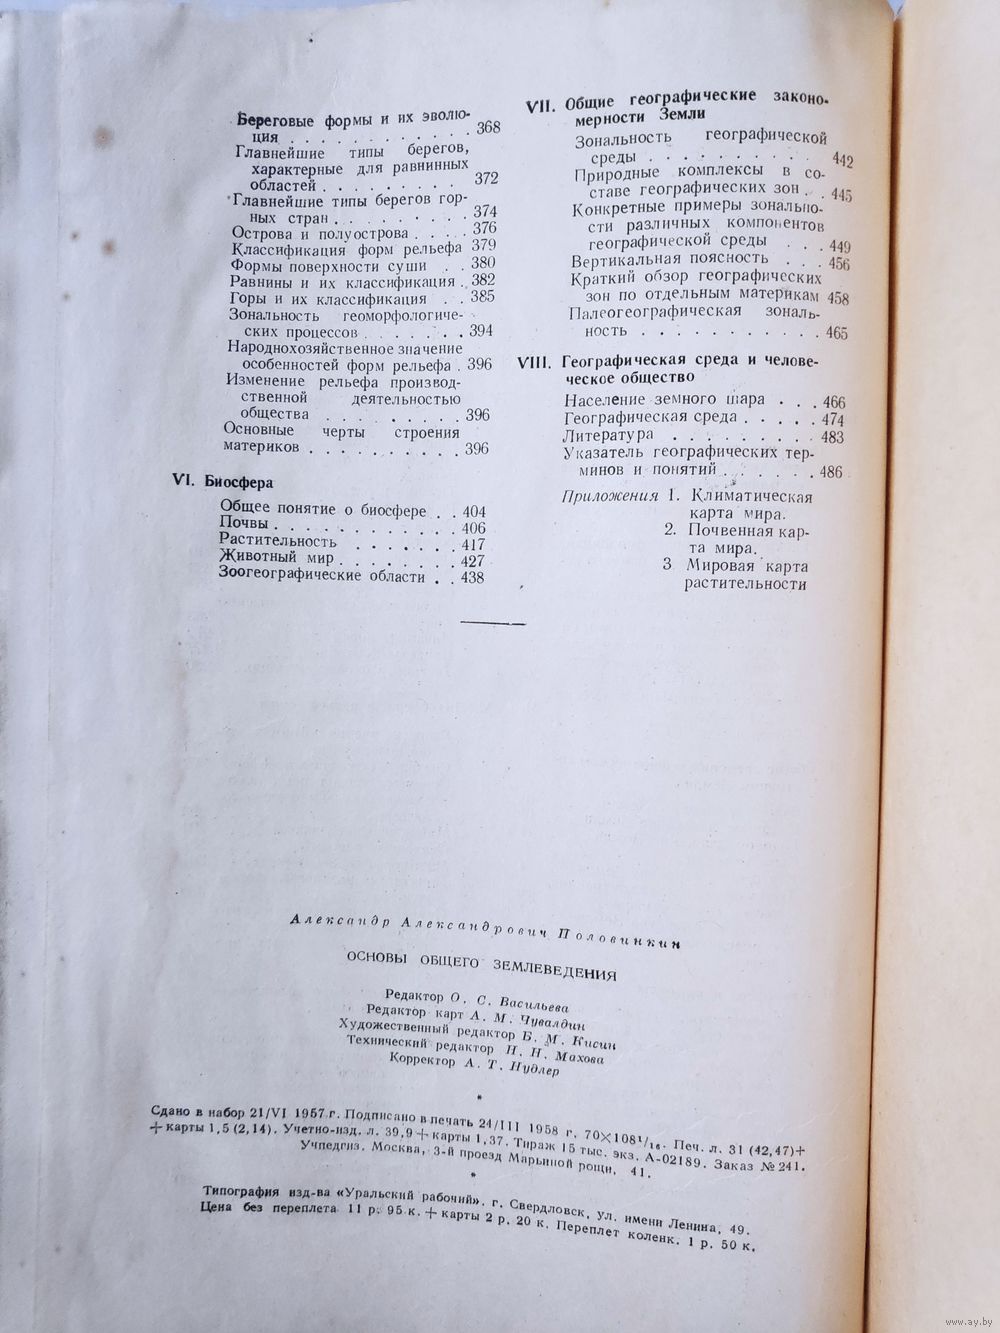 Береговые формы и их эволю-
ция . . . . . . . . . . . 368
Главнейшие типы берегов,
характерные для равнинных
областей . . . . . . . . . 372
Главнейшие типы берегов гор-
ных стран . . . . . . . . 374
Острова и полуострова . . . . 376
Классификация форм рельефа 379
Формы поверхности суши . . 380
Равнины и их классификация . . 382
Горы и их классификация . . 385
Зональность геоморфологиче-
ских процессов . . . . . . . 394
Народнохозяйственное значение
особенностей форм рельефа . 396
Изменение рельефа производ-
ственной деятельностью
общества . . . . . . . . . 396
Основные черты строения
материков . . . . . . . . . . 396
VI. Биосфера
Общее понятие о биосфере . . 404
Почвы . . . . . . . . . . . . 406
Растительность . . . . . . . 417
Животный мир . . . . . . . . 427
Зоогеографические области . . 438
VII. Общие географические законо-
мерности Земли
Зональность географической
среды . . . . . . . . . . 442
Природные комплексы в со-
ставе географических зон . . 445
Конкретные примеры зонально-
сти различных компонентов
географической среды . . . 449
Вертикальная поясность . . . 456
Краткий обзор географических
зон по отдельным материкам 458
Палеогеографическая зональ-
ность . . . . . . . . . . . 465
VIII. Географическая среда и челове-
ческое общество
Население земного шара . . . 466
Географическая среда . . . . . 474
Литература . . . . . . . . . 483
Указатель географических тер-
минов и понятий . . . . . . 486
Приложения 1. Климатическая
карта мира.
2. Почвенная кар-
та мира.
3 Мировая карта
растительности
Александр Александрович Половинкин
ОСНОВЫ ОБЩЕГО ЗЕМЛЕВЕДЕНИЯ
Редактор О. С. Васильева
Редактор карт А. М. Чувалдин
Художественный редактор Б. М. Кисин
Технический редактор Н. Н. Махова
Корректор А. Т. Нудлер
*
Сдано в набор 21/VI 1957 г. Подписано в печать 24/III 1958 г. 70×108¹/₁₆. Печ. л. 31 (42,47)+
+карты 1,5 (2,14). Учетно-изд. л. 39,9+карты 1,37. Тираж 15 тыс. экз. А-02189. Заказ № 241.
Учпедгиз. Москва, 3-й проезд Марьиной рощи, 41.
*
Типография изд-ва «Уральский рабочий». г. Свердловск, ул. имени Ленина, 49.
Цена без переплета 11 р. 95 к. + карты 2 р. 20 к. Переплет коленк. 1 р. 50 к.
www.ay.by